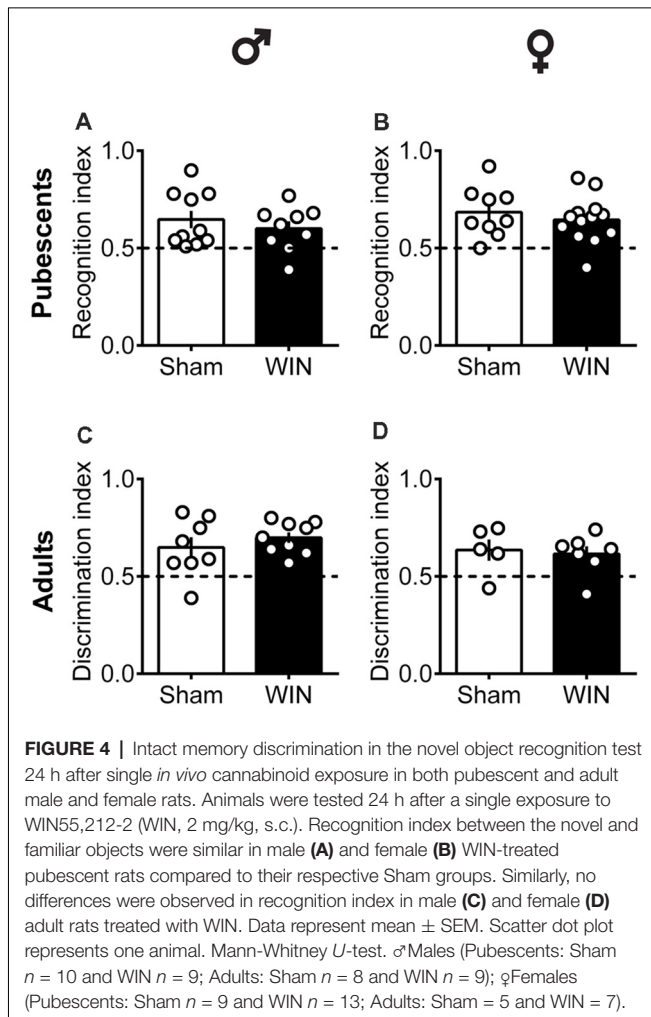 ♂ ♀
Pubescents
A
Recognition index
1.0
0.5
0.0
Sham WIN
B
Recognition index
1.0
0.5
0.0
Sham WIN
Adults
C
Discrimination index
1.0
0.5
0.0
Sham WIN
D
Discrimination index
1.0
0.5
0.0
Sham WIN
FIGURE 4 | Intact memory discrimination in the novel object recognition test
24 h after single in vivo cannabinoid exposure in both pubescent and adult
male and female rats. Animals were tested 24 h after a single exposure to
WIN55,212-2 (WIN, 2 mg/kg, s.c.). Recognition index between the novel and
familiar objects were similar in male (A) and female (B) WIN-treated
pubescent rats compared to their respective Sham groups. Similarly, no
differences were observed in recognition index in male (C) and female (D)
adult rats treated with WIN. Data represent mean ± SEM. Scatter dot plot
represents one animal. Mann-Whitney U-test. ♂Males (Pubescents: Sham
n = 10 and WIN n = 9; Adults: Sham n = 8 and WIN n = 9); ♀Females
(Pubescents: Sham n = 9 and WIN n = 13; Adults: Sham = 5 and WIN = 7).